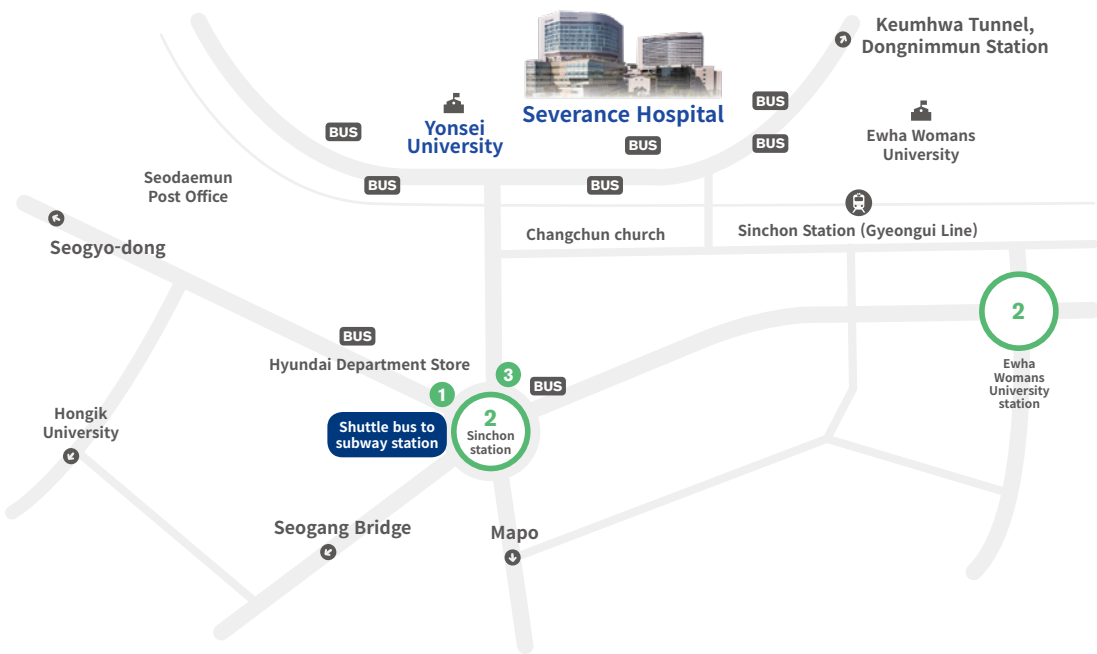 Keumhwa Tunnel,
Dongnimmun Station
Severance Hospital
BUS
BUS
Yonsei
University
BUS
BUS
Ewha Womans
University
BUS
BUS
Seodaemun
Post Office
Changchun church
Sinchon Station (Gyeongui Line)
Seogyo-dong
2
Ewha
Womans
University
station
BUS
Hyundai Department Store
3
BUS
1
Shuttle bus to
subway station
2
Sinchon
station
Hongik
University
Seogang Bridge
Mapo